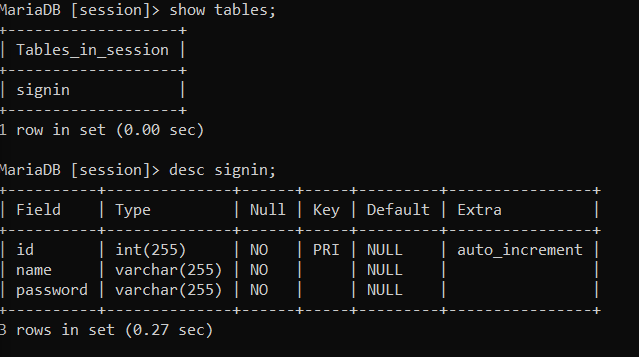 MariaDB [session]> show tables;
+-------------------+
| Tables_in_session |
+-------------------+
| signin            |
+-------------------+
1 row in set (0.00 sec)
MariaDB [session]> desc signin;
+----------+--------------+------+-----+---------+----------------+
| Field    | Type         | Null | Key | Default | Extra          |
+----------+--------------+------+-----+---------+----------------+
| id       | int(255)     | NO   | PRI | NULL    | auto_increment |
| name     | varchar(255) | NO   |     | NULL    |                |
| password | varchar(255) | NO   |     | NULL    |                |
+----------+--------------+------+-----+---------+----------------+
3 rows in set (0.27 sec)